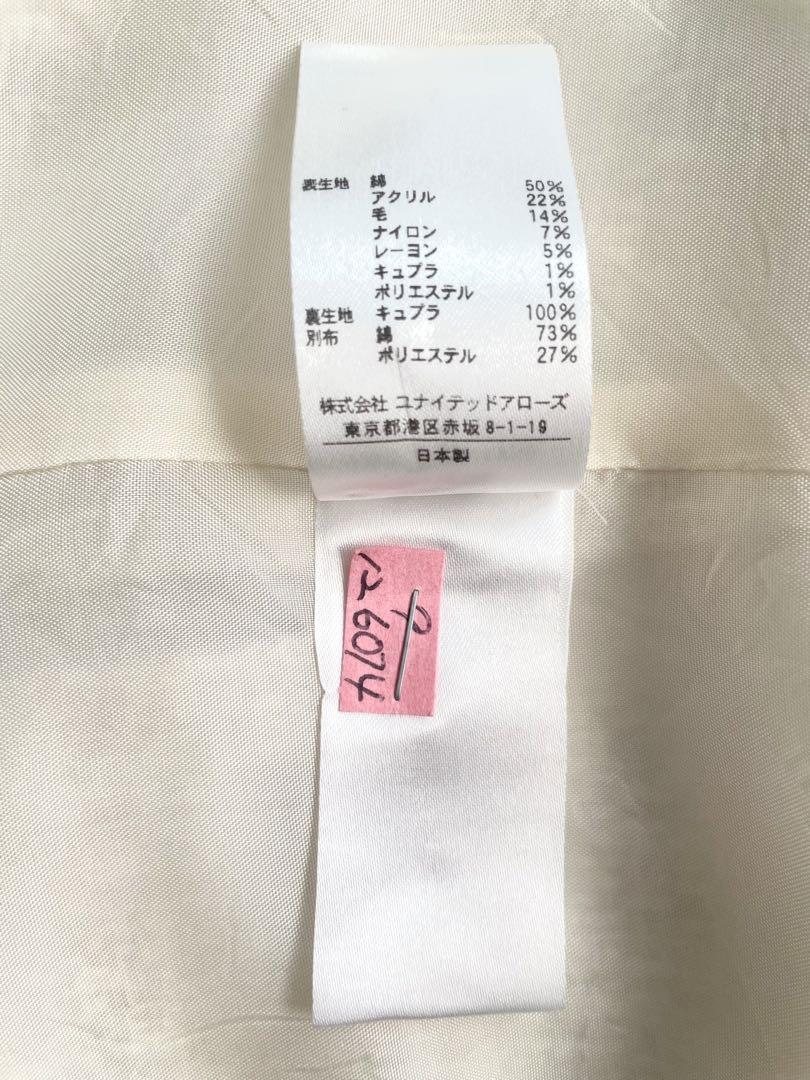 表生地 綿 50%
アクリル 22%
毛 14%
ナイロン 7%
レーヨン 5%
キュプラ 1%
ポリエステル 1%
裏生地 キュプラ 100%
別布 綿 73%
ポリエステル 27%
株式会社 ユナイテッドアローズ
東京都港区赤坂8-1-19
日本製
6074